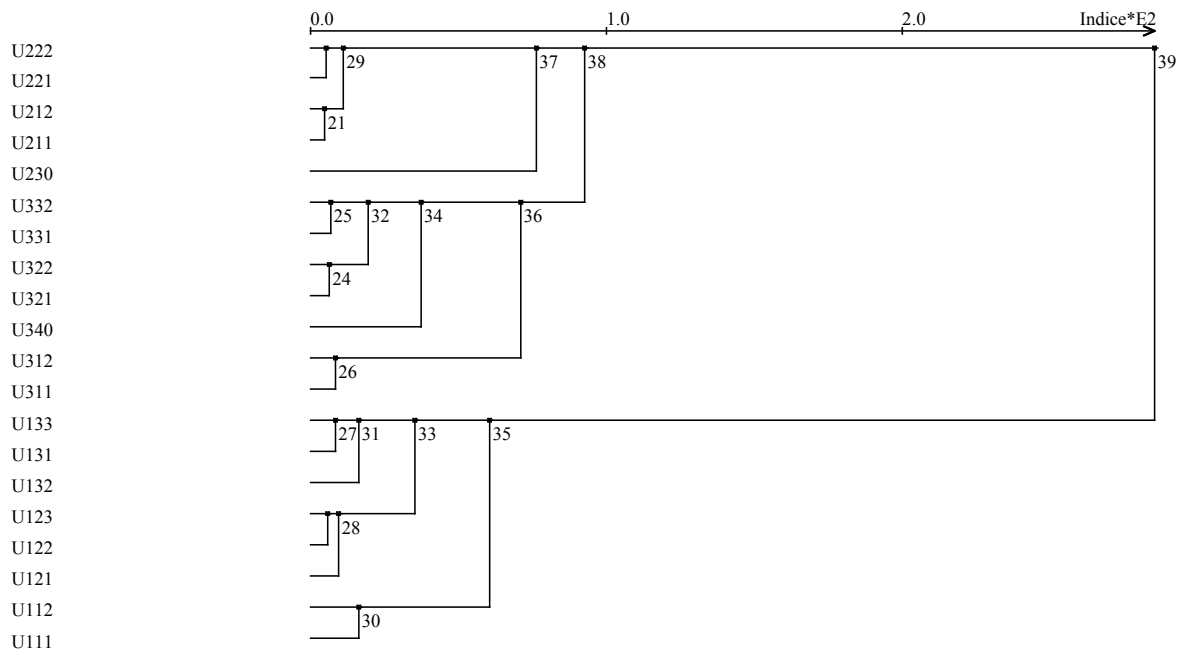 0.0 1.0 2.0 Indice*E2
U222
29 37 38 39
U221
U212
21
U211
U230
U332
25 32 34 36
U331
U322
24
U321
U340
U312
26
U311
U133
27 31 33 35
U131
U132
U123
28
U122
U121
U112
30
U111